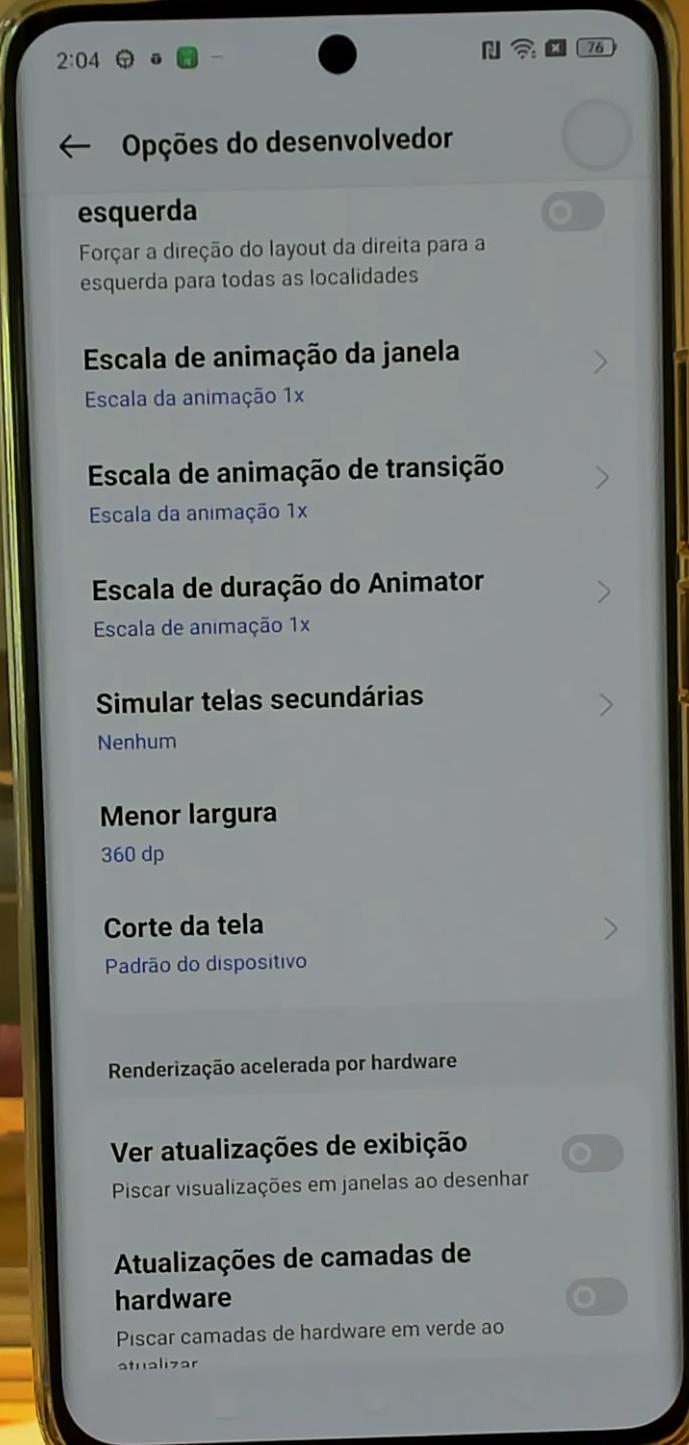 2:04
76
Opções do desenvolvedor
esquerda
Forçar a direção do layout da direita para a
esquerda para todas as localidades
Escala de animação da janela
Escala da animação 1x
Escala de animação de transição
Escala da animação 1x
Escala de duração do Animator
Escala de animação 1x
Simular telas secundárias
Nenhum
Menor largura
360 dp
Corte da tela
Padrão do dispositivo
Renderização acelerada por hardware
Ver atualizações de exibição
Piscar visualizações em janelas ao desenhar
Atualizações de camadas de
hardware
Piscar camadas de hardware em verde ao
atualizar